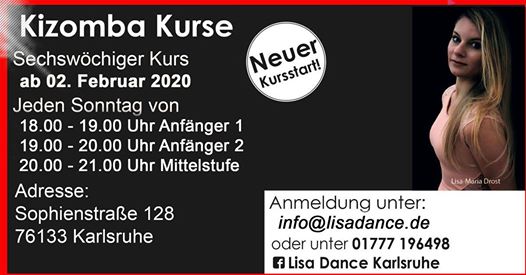 Kizomba Kurse
Sechswöchiger Kurs
ab 02. Februar 2020
Jeden Sonntag von
18.00 - 19.00 Uhr Anfänger 1
19.00 - 20.00 Uhr Anfänger 2
20.00 - 21.00 Uhr Mittelstufe
Adresse:
Sophienstraße 128
76133 Karlsruhe
Neuer
Kursstart!
Lisa-Maria Drost
Anmeldung unter:
info@lisadance.de
oder unter 01777 196498
Lisa Dance Karlsruhe